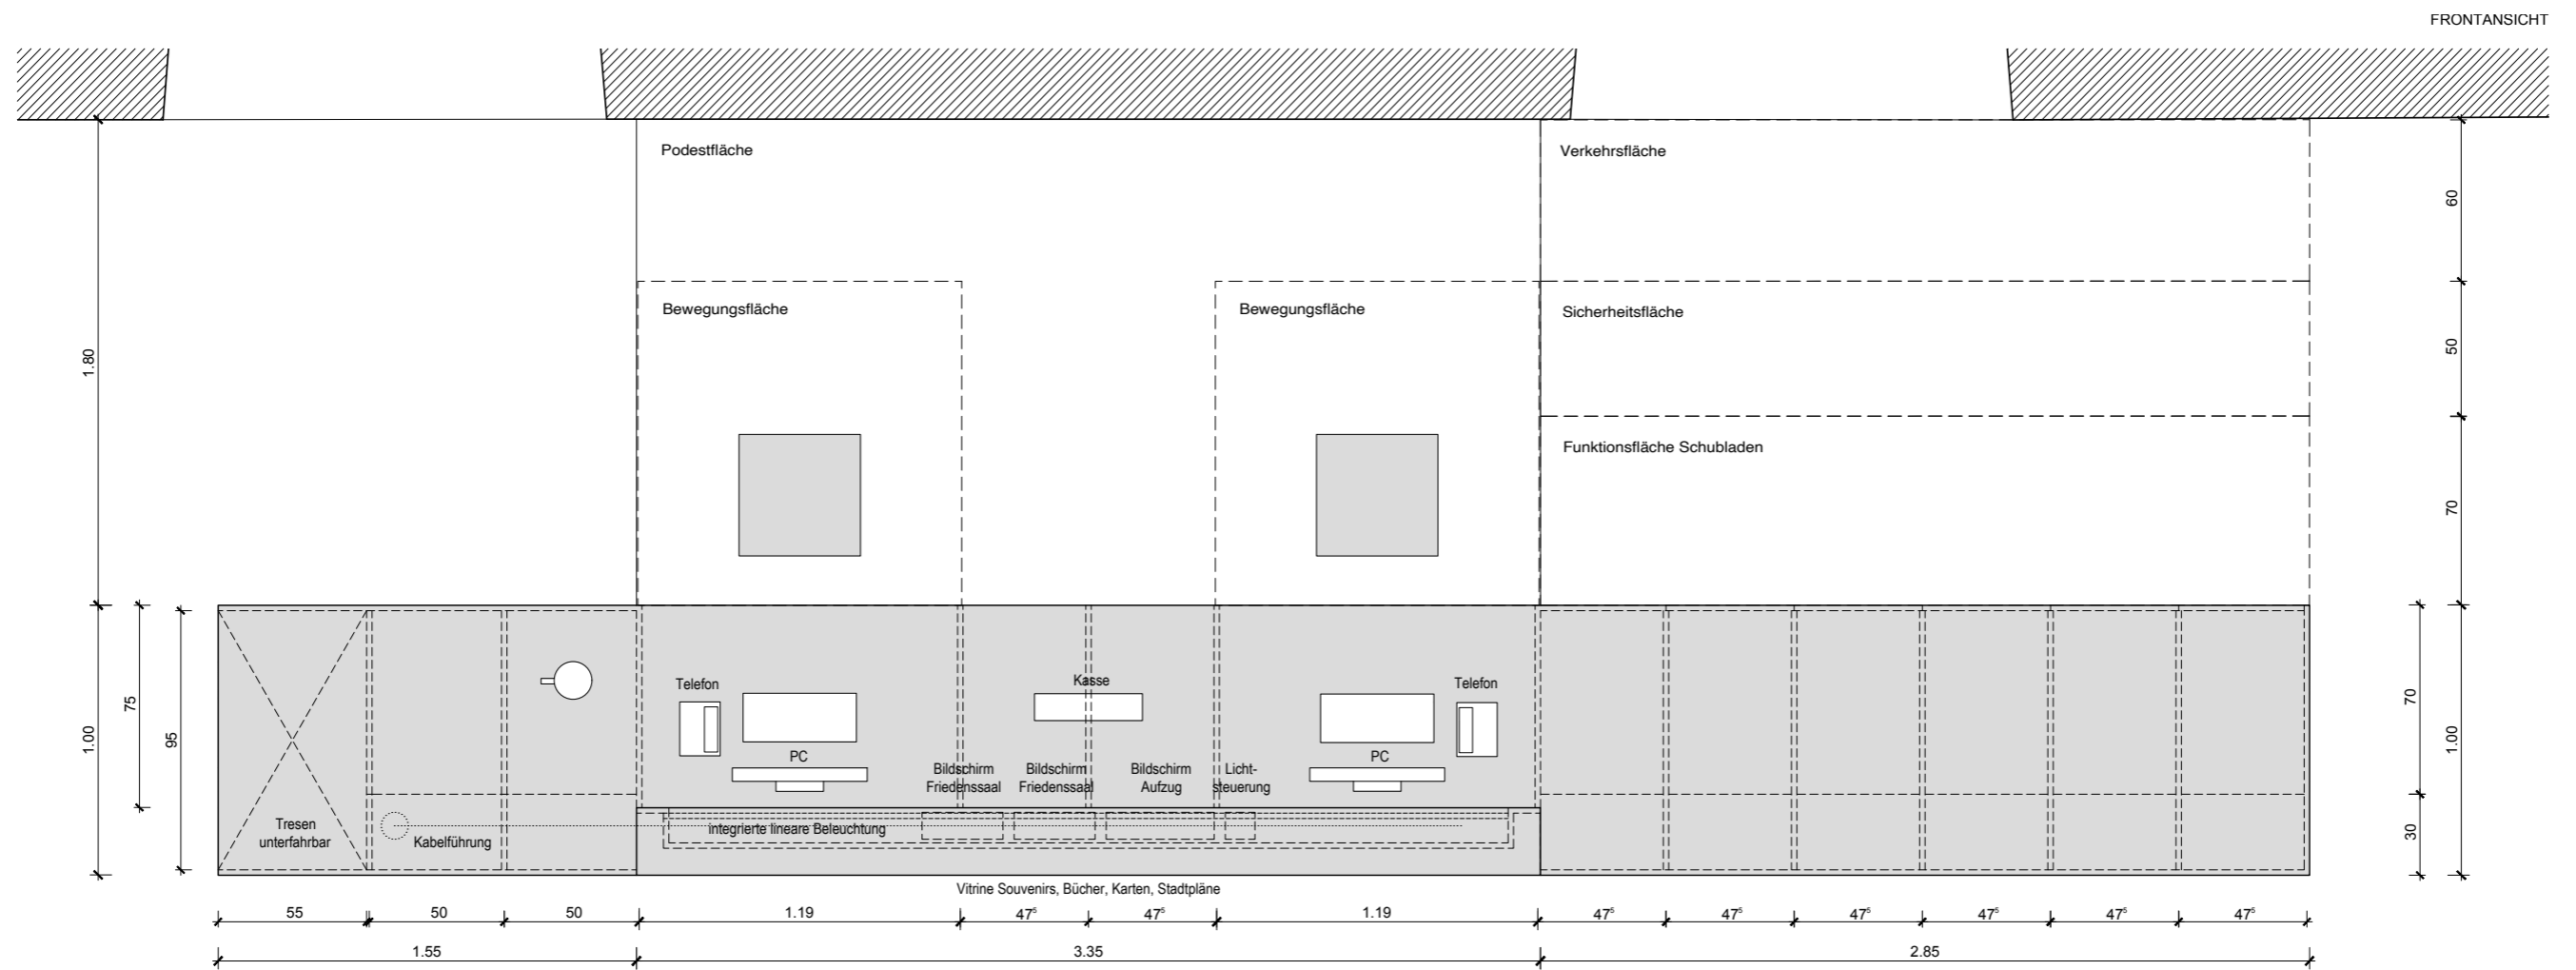 FRONTANSICHT
Podestfläche
Verkehrsfläche
60
Bewegungsfläche
Bewegungsfläche
Sicherheitsfläche
1.80
50
Funktionsfläche Schubladen
70
Telefon
Kasse
Telefon
75
70
1.00
95
1.00
PC
PC
Bildschirm
Friedenssaal
Bildschirm
Friedenssaal
Bildschirm
Aufzug
Licht-
steuerung
Tresen
unterfahrbar
Kabelführung
integrierte lineare Beleuchtung
30
Vitrine Souvenirs, Bücher, Karten, Stadtpläne
55 50 50 1.19 47⁵ 47⁵ 1.19 47⁵ 47⁵ 47⁵ 47⁵ 47⁵ 47⁵
1.55 3.35 2.85